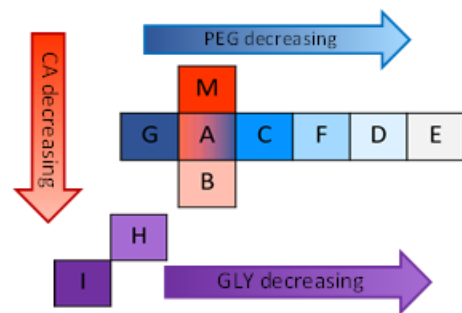 PEG decreasing
CA decreasing
M
G A C F D E
B
H
I
GLY decreasing